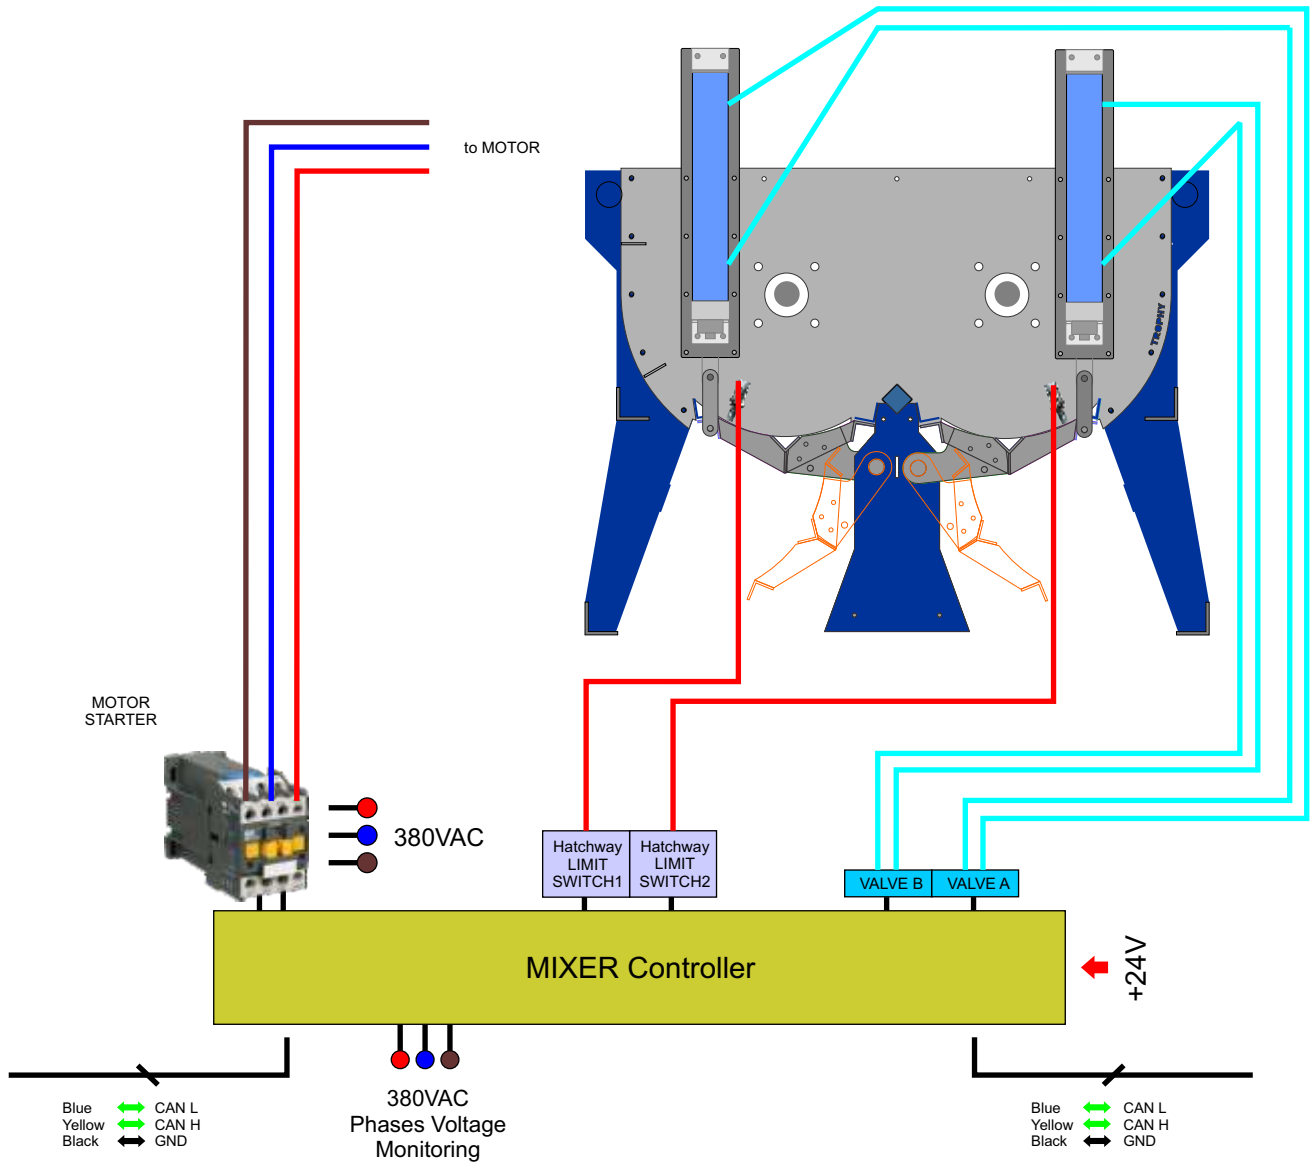 to MOTOR
TROPHY
MOTOR
STARTER
380VAC
Hatchway
LIMIT
SWITCH1
Hatchway
LIMIT
SWITCH2
VALVE B
VALVE A
MIXER Controller
+24V
380VAC
Phases Voltage
Monitoring
Blue CAN L
Yellow CAN H
Black GND
Blue CAN L
Yellow CAN H
Black GND